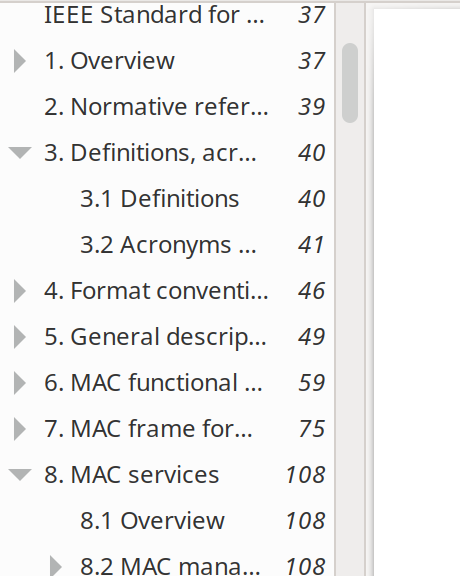 IEEE Standard for ... 37
1. Overview 37
2. Normative refer... 39
3. Definitions, acr... 40
3.1 Definitions 40
3.2 Acronyms ... 41
4. Format conventi... 46
5. General descrip... 49
6. MAC functional ... 59
7. MAC frame for... 75
8. MAC services 108
8.1 Overview 108
8.2 MAC mana... 108